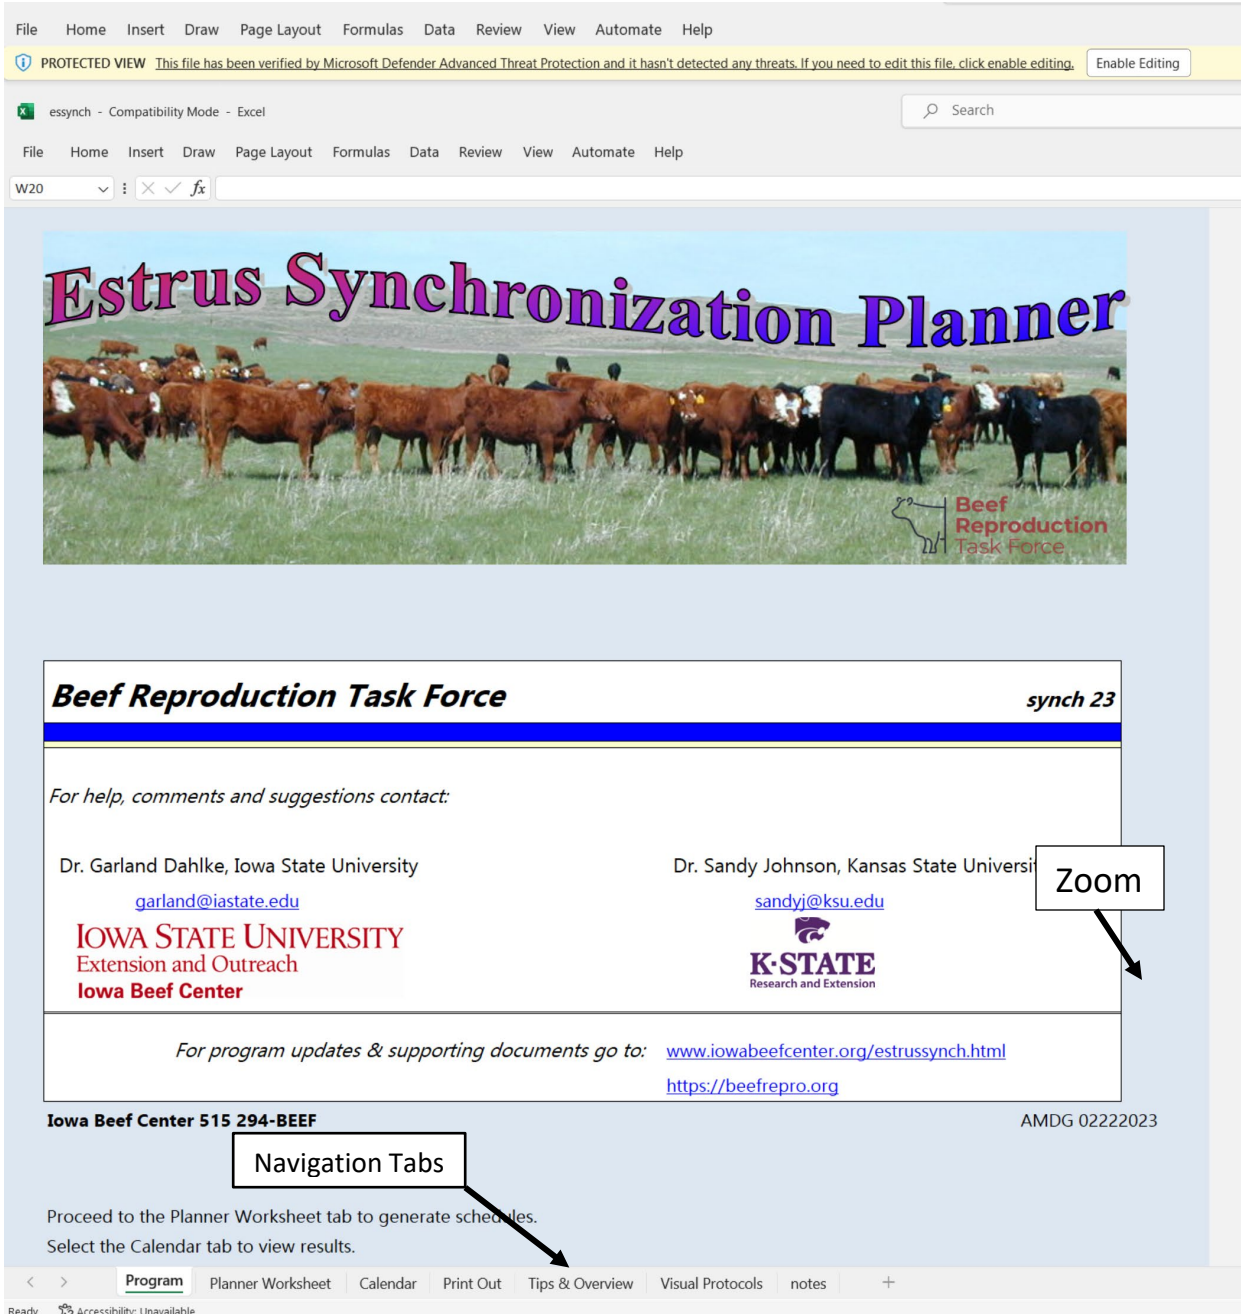 File Home Insert Draw Page Layout Formulas Data Review View Automate Help
PROTECTED VIEW This file has been verified by Microsoft Defender Advanced Threat Protection and it hasn't detected any threats. If you need to edit this file, click enable editing. Enable Editing
essynch - Compatibility Mode - Excel Search
File Home Insert Draw Page Layout Formulas Data Review View Automate Help
W20 fx
Estrus Synchronization Planner
Beef
Reproduction
Task Force
Beef Reproduction Task Force synch 23
For help, comments and suggestions contact:
Dr. Garland Dahlke, Iowa State University Dr. Sandy Johnson, Kansas State Universi
Zoom
garland@iastate.edu sandyj@ksu.edu
IOWA STATE UNIVERSITY
Extension and Outreach
Iowa Beef Center
K-STATE
Research and Extension
For program updates & supporting documents go to: www.iowabeefcenter.org/estrussynch.html
https://beefrepro.org
Iowa Beef Center 515 294-BEEF AMDG 02222023
Navigation Tabs
Proceed to the Planner Worksheet tab to generate schedules.
Select the Calendar tab to view results.
Program Planner Worksheet Calendar Print Out Tips & Overview Visual Protocols notes
Ready Accessibility: Unavailable